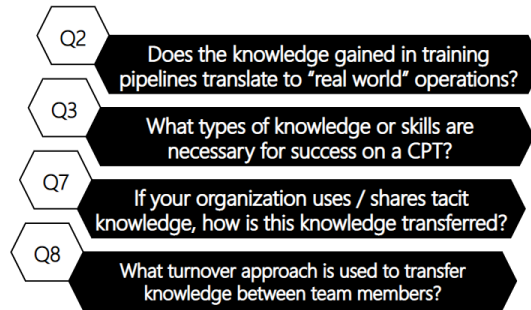 Q2
Does the knowledge gained in training
pipelines translate to “real world” operations?
Q3
What types of knowledge or skills are
necessary for success on a CPT?
Q7
If your organization uses / shares tacit
knowledge, how is this knowledge transferred?
Q8
What turnover approach is used to transfer
knowledge between team members?